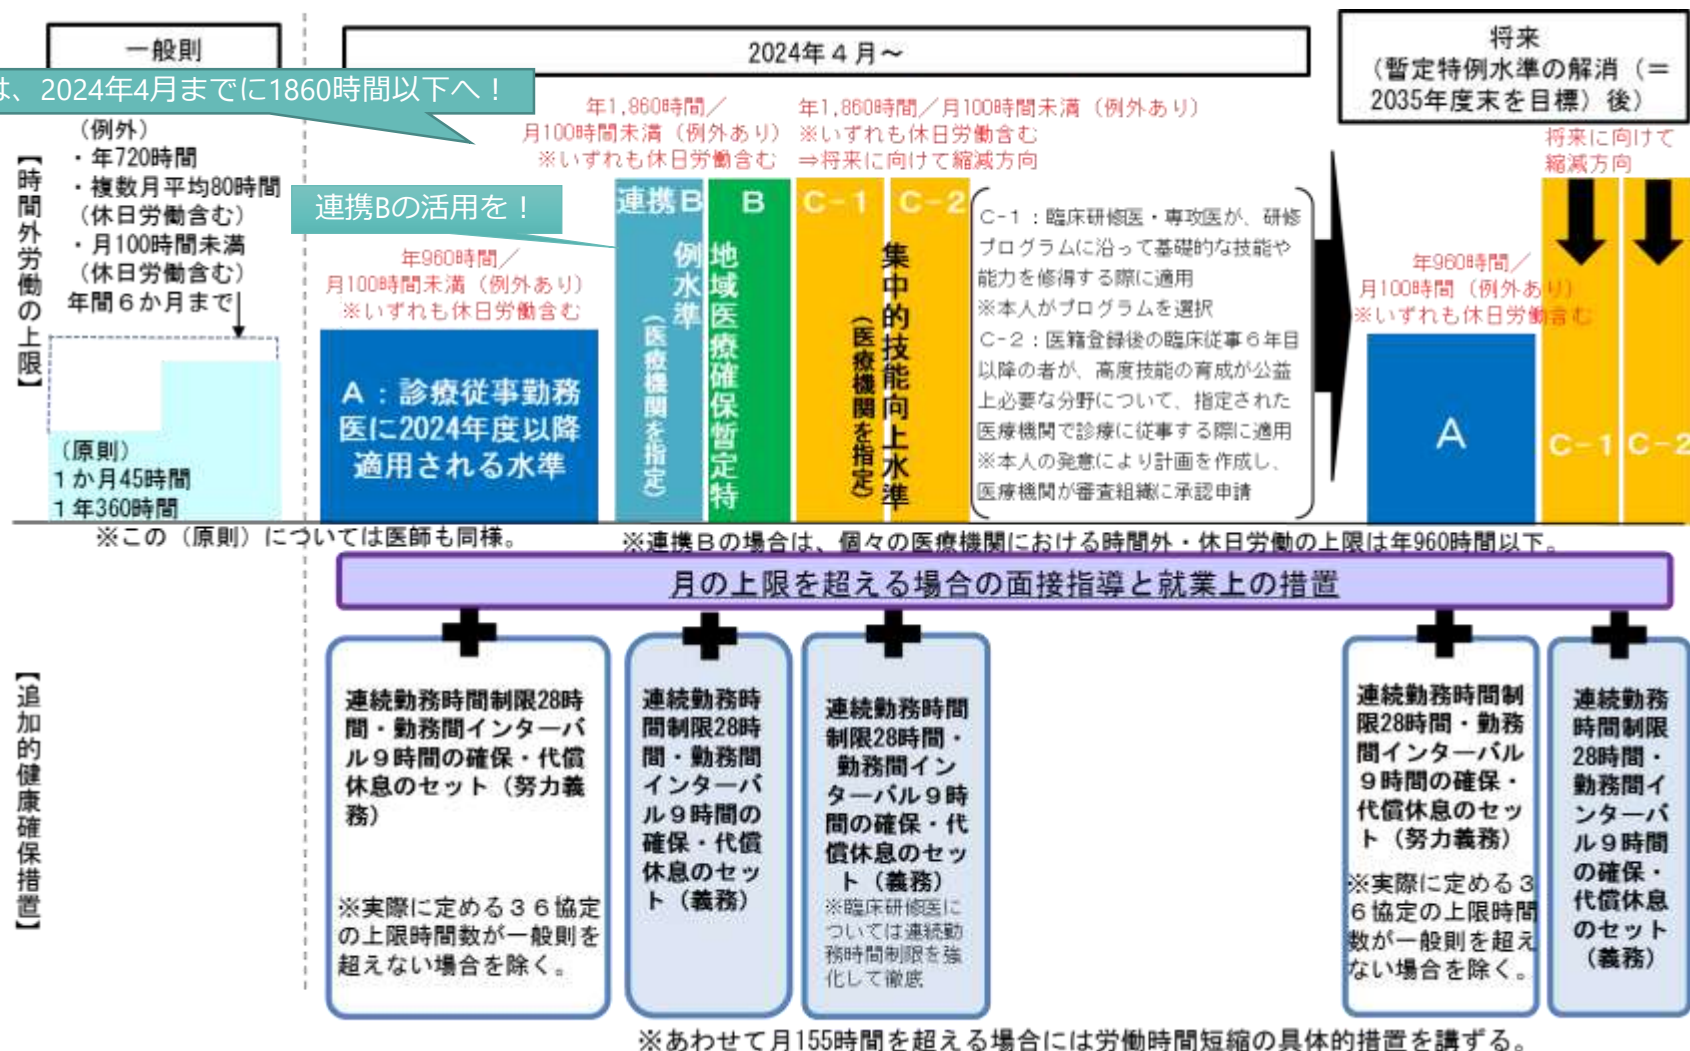 一般則
2024年４月～
将来
（暫定特例水準の解消（＝
2035年度末を目標）後）
は、2024年4月までに1860時間以下へ！
【時間外労働の上限】
（例外）
・年720時間
・複数月平均80時間
（休日労働含む）
・月100時間未満
（休日労働含む）
年間６か月まで
（原則）
１か月45時間
１年360時間
※この（原則）については医師も同様。
連携Bの活用を！
年960時間／
月100時間未満（例外あり）
※いずれも休日労働含む
Ａ：診療従事勤務
医に2024年度以降
適用される水準
年1,860時間／
月100時間未満（例外あり）
※いずれも休日労働含む
連携Ｂ
Ｂ
地域医療確保暫定特
例水準
（医療機関を指定）
年1,860時間／月100時間未満（例外あり）
※いずれも休日労働含む
⇒将来に向けて縮減方向
Ｃ-１
Ｃ-２
集中的技能向上水準
（医療機関を指定）
Ｃ-１：臨床研修医・専攻医が、研修
プログラムに沿って基礎的な技能や
能力を修得する際に適用
※本人がプログラムを選択
Ｃ-２：医籍登録後の臨床従事６年目
以降の者が、高度技能の育成が公益
上必要な分野について、指定された
医療機関で診療に従事する際に適用
※本人の発意により計画を作成し、
医療機関が審査組織に承認申請
将来に向けて
縮減方向
年960時間／
月100時間（例外あり）
※いずれも休日労働含む
Ａ
Ｃ-１
Ｃ-２
※連携Ｂの場合は、個々の医療機関における時間外・休日労働の上限は年960時間以下。
月の上限を超える場合の面接指導と就業上の措置
【追加的健康確保措置】
連続勤務時間制限28時
間・勤務間インターバ
ル９時間の確保・代償
休息のセット（努力義
務）
※実際に定める３６協定
の上限時間数が一般則を
超えない場合を除く。
連続勤務時
間制限28時
間・勤務間
インターバ
ル９時間の
確保・代償
休息のセッ
ト（義務）
連続勤務時間
制限28時間・
勤務間イン
ターバル９時
間の確保・代
償休息のセッ
ト（義務）
※臨床研修医に
ついては連続勤
務時間制限を強
化して徹底
連続勤務時間制
限28時間・勤務
間インターバル
９時間の確保・
代償休息のセッ
ト（努力義務）
※実際に定める３
６協定の上限時間
数が一般則を超え
ない場合を除く。
連続勤務
時間制限
28時間・
勤務間イ
ンターバ
ル９時間
の確保・
代償休息
のセット
（義務）
※あわせて月155時間を超える場合には労働時間短縮の具体的措置を講ずる。